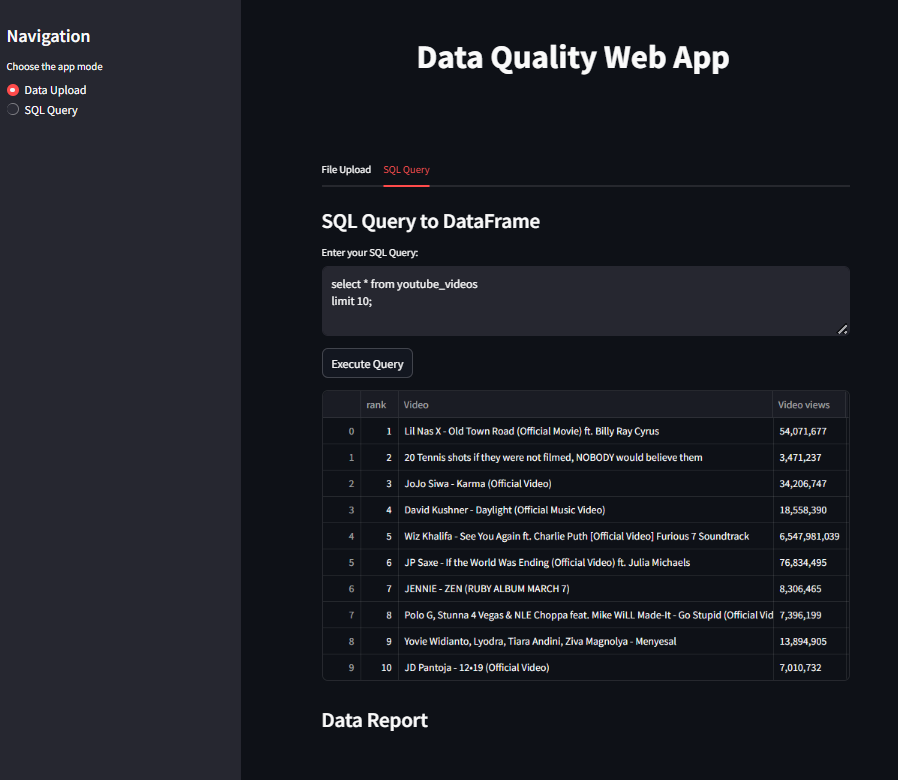 Navigation
Choose the app mode
Data Upload
SQL Query
Data Quality Web App
File Upload SQL Query
SQL Query to DataFrame
Enter your SQL Query:
select * from youtube_videos
limit 10;
Execute Query
rank Video Video views
0 1 Lil Nas X - Old Town Road (Official Movie) ft. Billy Ray Cyrus 54,071,677
1 2 20 Tennis shots if they were not filmed, NOBODY would believe them 3,471,237
2 3 JoJo Siwa - Karma (Official Video) 34,206,747
3 4 David Kushner - Daylight (Official Music Video) 18,558,390
4 5 Wiz Khalifa - See You Again ft. Charlie Puth [Official Video] Furious 7 Soundtrack 6,547,981,039
5 6 JP Saxe - If the World Was Ending (Official Video) ft. Julia Michaels 76,834,495
6 7 JENNIE - ZEN (RUBY ALBUM MARCH 7) 8,306,465
7 8 Polo G, Stunna 4 Vegas & NLE Choppa feat. Mike WiLL Made-It - Go Stupid (Official Vid 7,396,199
8 9 Yovie Widianto, Lyodra, Tiara Andini, Ziva Magnolya - Menyesal 13,894,905
9 10 JD Pantoja - 12•19 (Official Video) 7,010,732
Data Report